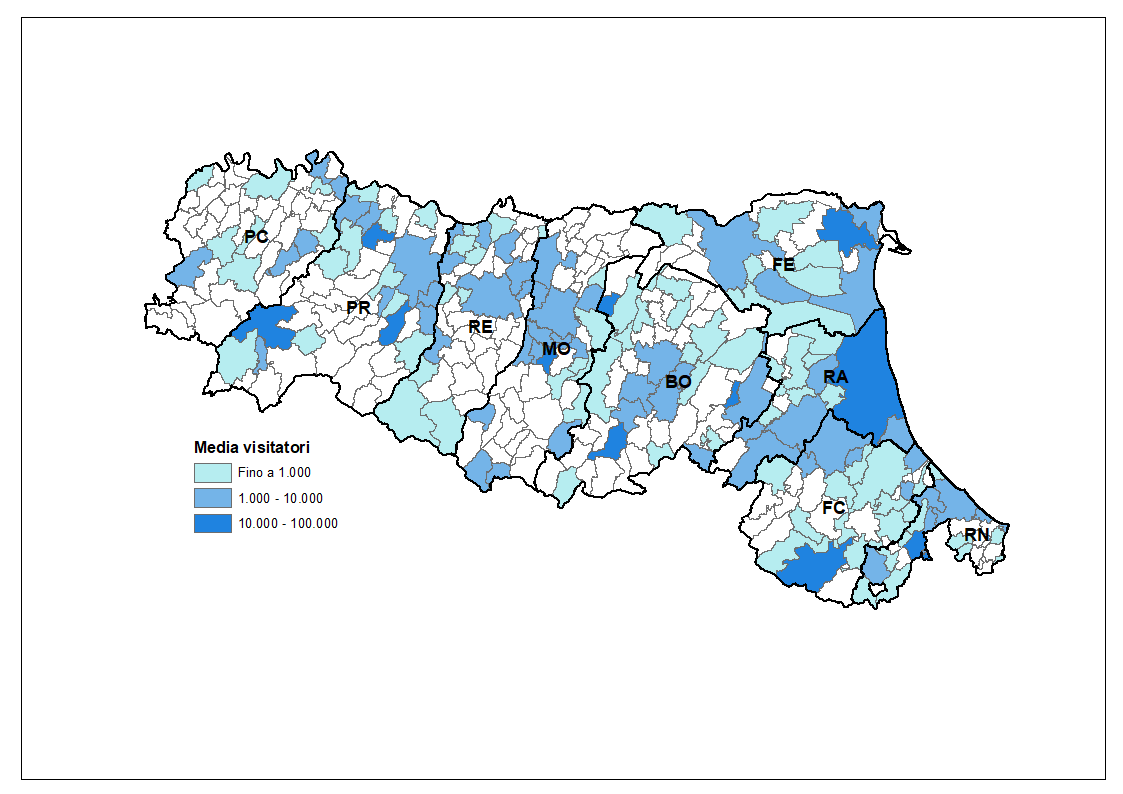 PC
FE
PR
RE
MO
RA
BO
Media visitatori
Fino a 1.000
1.000 - 10.000
10.000 - 100.000
FC
RN